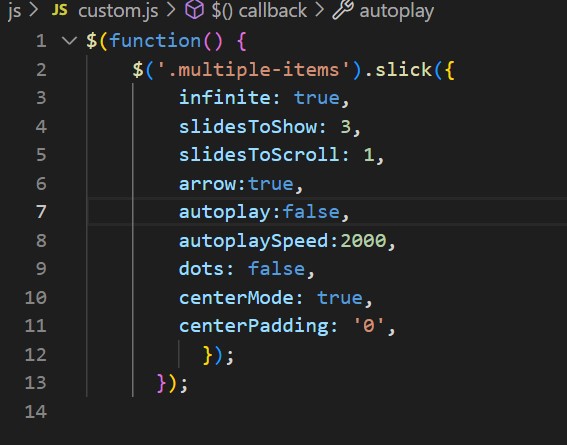 js > JS custom.js > $() callback > autoplay
1 $(function() {
2 $('.multiple-items').slick({
3 infinite: true,
4 slidesToShow: 3,
5 slidesToScroll: 1,
6 arrow:true,
7 autoplay:false,
8 autoplaySpeed:2000,
9 dots: false,
10 centerMode: true,
11 centerPadding: '0',
12 });
13 });
14